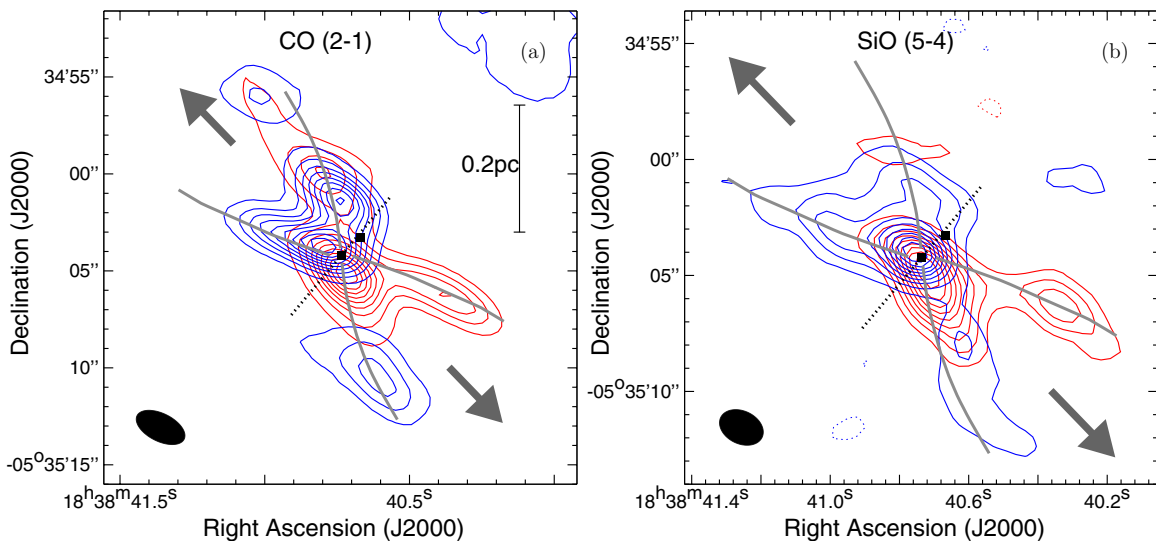 CO (2-1)
(a)
34'55"
00"
05"
10"
-05°35'15"
0.2pc
18ʰ38ᵐ41.5ˢ
40.5ˢ
Right Ascension (J2000)
Declination (J2000)
SiO (5-4)
(b)
34'55"
00"
05"
-05°35'10"
18ʰ38ᵐ41.4ˢ
41.0ˢ
40.6ˢ
40.2ˢ
Right Ascension (J2000)
Declination (J2000)